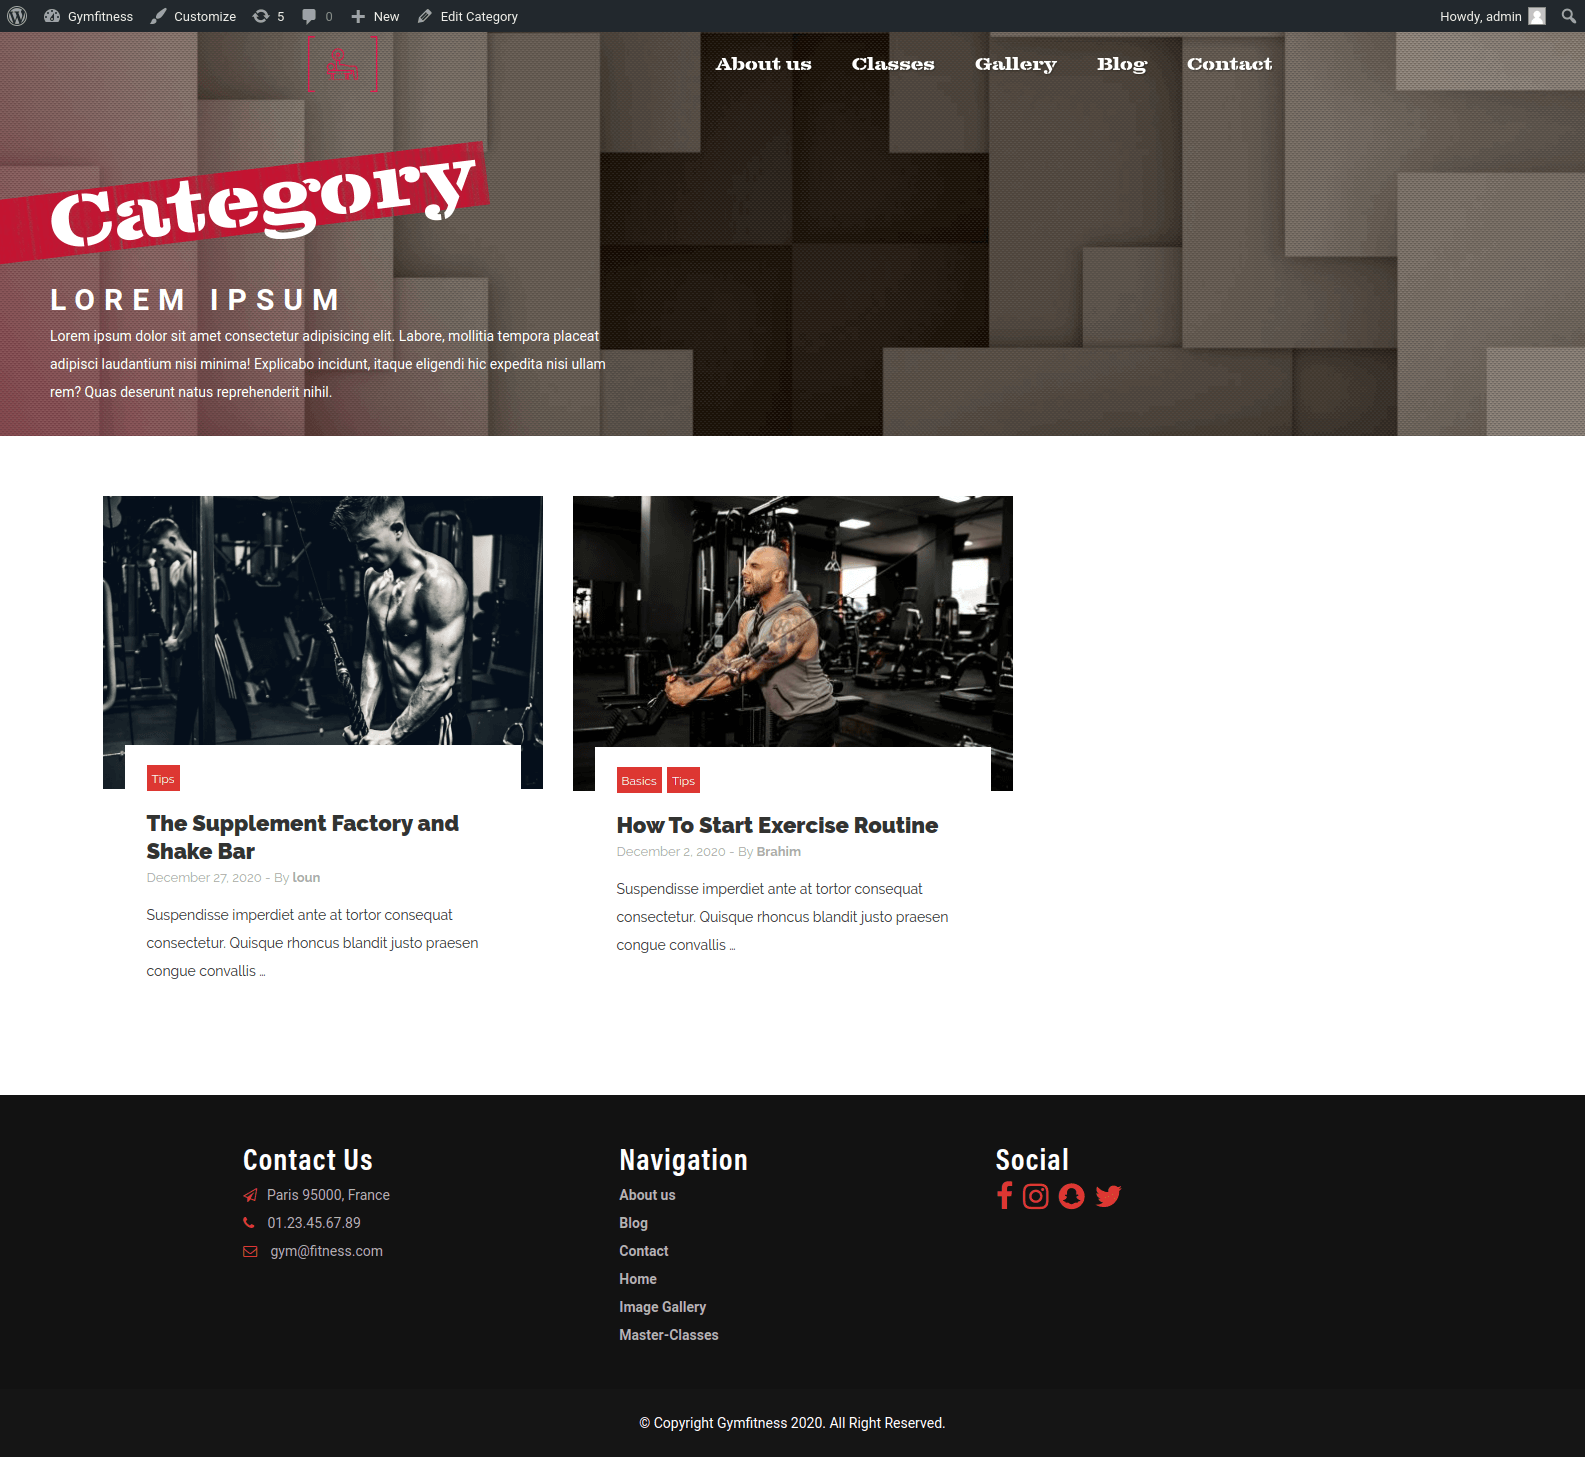 Gymfitness Customize 5 0 New Edit Category Howdy, admin
About us Classes Gallery Blog Contact
Category
LOREM IPSUM
Lorem ipsum dolor sit amet consectetur adipisicing elit. Labore, mollitia tempora placeat
adipisci laudantium nisi minima! Explicabo incidunt, itaque eligendi hic expedita nisi ullam
rem? Quas deserunt natus reprehenderit nihil.
Tips
The Supplement Factory and
Shake Bar
December 27, 2020 - By loun
Suspendisse imperdiet ante at tortor consequat
consectetur. Quisque rhoncus blandit justo praesen
congue convallis ...
Basics Tips
How To Start Exercise Routine
December 2, 2020 - By Brahim
Suspendisse imperdiet ante at tortor consequat
consectetur. Quisque rhoncus blandit justo praesen
congue convallis ...
Contact Us
Paris 95000, France
01.23.45.67.89
gym@fitness.com
Navigation
About us
Blog
Contact
Home
Image Gallery
Master-Classes
Social
© Copyright Gymfitness 2020. All Right Reserved.